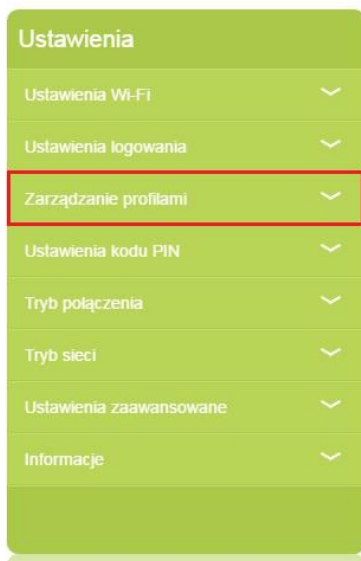 Ustawienia
Ustawienia Wi-Fi
Ustawienia logowania
Zarządzanie profilami
Ustawienia kodu PIN
Tryb połączenia
Tryb sieci
Ustawienia zaawansowane
Informacje